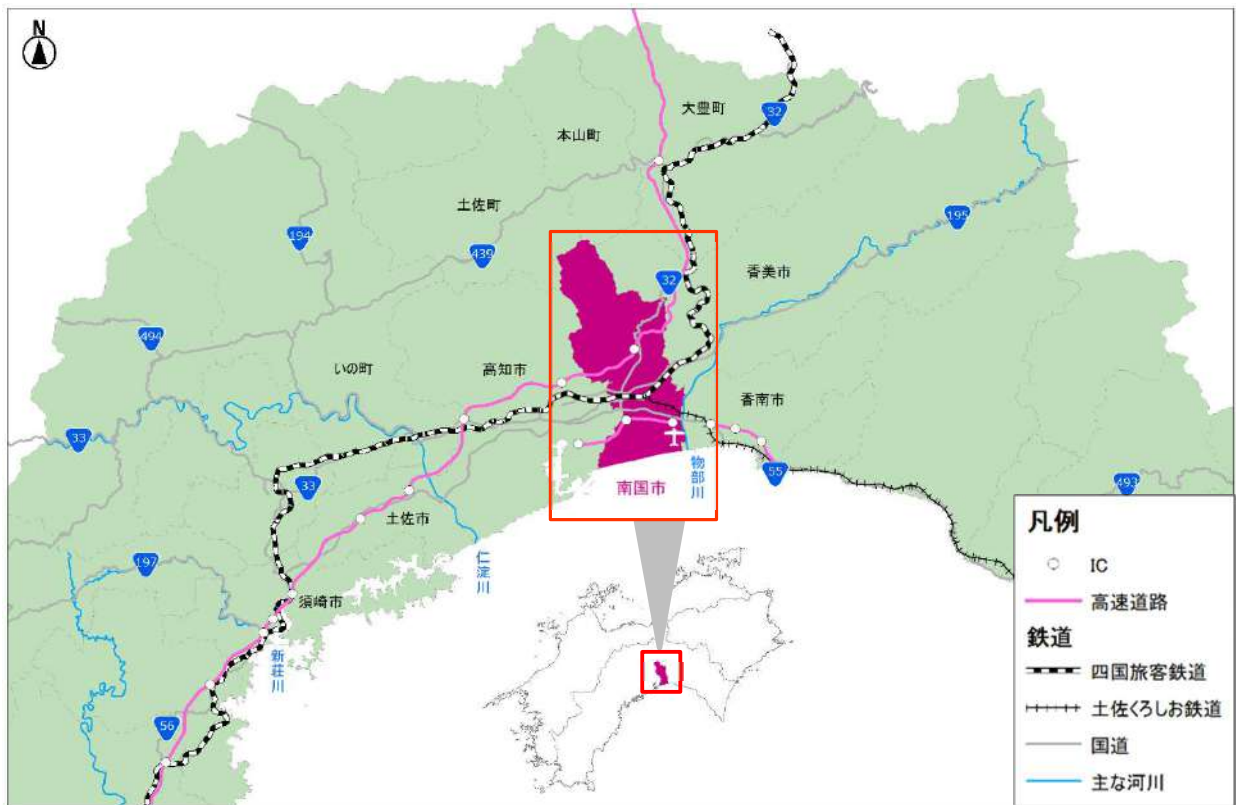 N
32
大豊町
本山町
土佐町
195
194
439
香美市
32
494
いの町
高知市
香南市
33
物部川
55
南国市
33
493
土佐市
仁淀川
197
須崎市
新荘川
56
凡例
IC
高速道路
鉄道
四国旅客鉄道
土佐くろしお鉄道
国道
主な河川